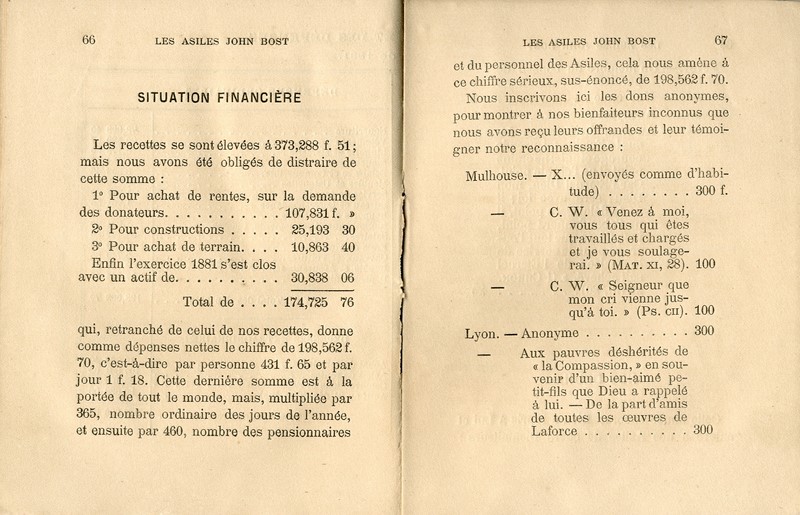 66 LES ASILES JOHN BOST
SITUATION FINANCIÈRE
Les recettes se sont élevées á 373,288 f. 51 ;
mais nous avons été obligés de distraire de
cette somme :
1° Pour achat de rentes, sur la demande
des donateurs. . . . . . . . . . . . 107,831 f. »
2° Pour constructions . . . . . 25,193 30
3° Pour achat de terrain. . . . 10,863 40
Enfin l'exercice 1881 s'est clos
avec un actif de. . . . . . . . . . 30,838 06
Total de . . . . 174,725 76
qui, retranché de celui de nos recettes, donne
comme dépenses nettes le chiffre de 198,562 f.
70, c'est-á-dire par personne 431 f. 65 et par
jour 1 f. 18. Cette derniére somme est á la
portée de tout le monde, mais, multipliée par
365, nombre ordinaire des jours de l'année,
et ensuite par 460, nombre des pensionnaires
LES ASILES JOHN BOST 67
et du personnel des Asiles, cela nous améne á
ce chiffre sérieux, sus-énoncé, de 198,562 f. 70.
Nous inscrivons ici les dons anonymes,
pour montrer á nos bienfaiteurs inconnus que
nous avons reçu leurs offrandes et leur témoi-
gner notre reconnaissance :
Mulhouse. — X... (envoyés comme d'habi-
tude) . . . . . . . . 300 f.
— C. W. « Venez á moi,
vous tous qui êtes
travaillés et chargés
et je vous soulage-
rai. » (MAT. XI, 28). 100
— C. W. « Seigneur que
mon cri vienne jus-
qu'á toi. » (Ps. CII). 100
Lyon. — Anonyme . . . . . . . . . . 300
— Aux pauvres déshérités de
« la Compassion, » en sou-
venir d'un bien-aimé pe-
tit-fils que Dieu a rappelé
á lui. — De la part d'amis
de toutes les œuvres de
Laforce . . . . . . . . . . 300